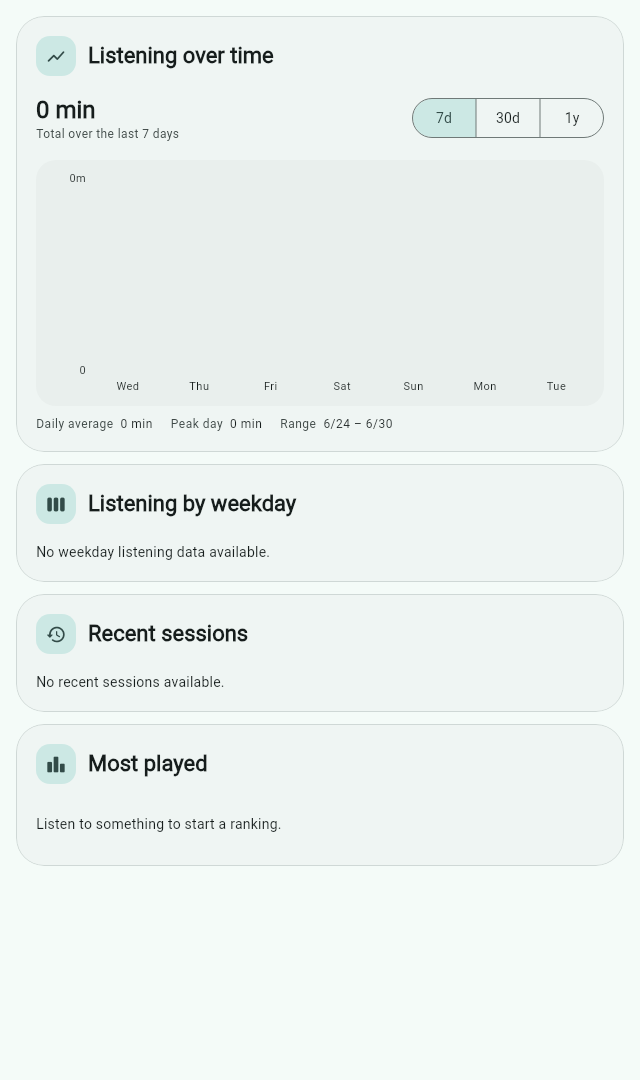 Listening over time
0 min
Total over the last 7 days
7d 30d 1y
0m
0
Wed Thu Fri Sat Sun Mon Tue
Daily average 0 min Peak day 0 min Range 6/24 – 6/30
Listening by weekday
No weekday listening data available.
Recent sessions
No recent sessions available.
Most played
Listen to something to start a ranking.